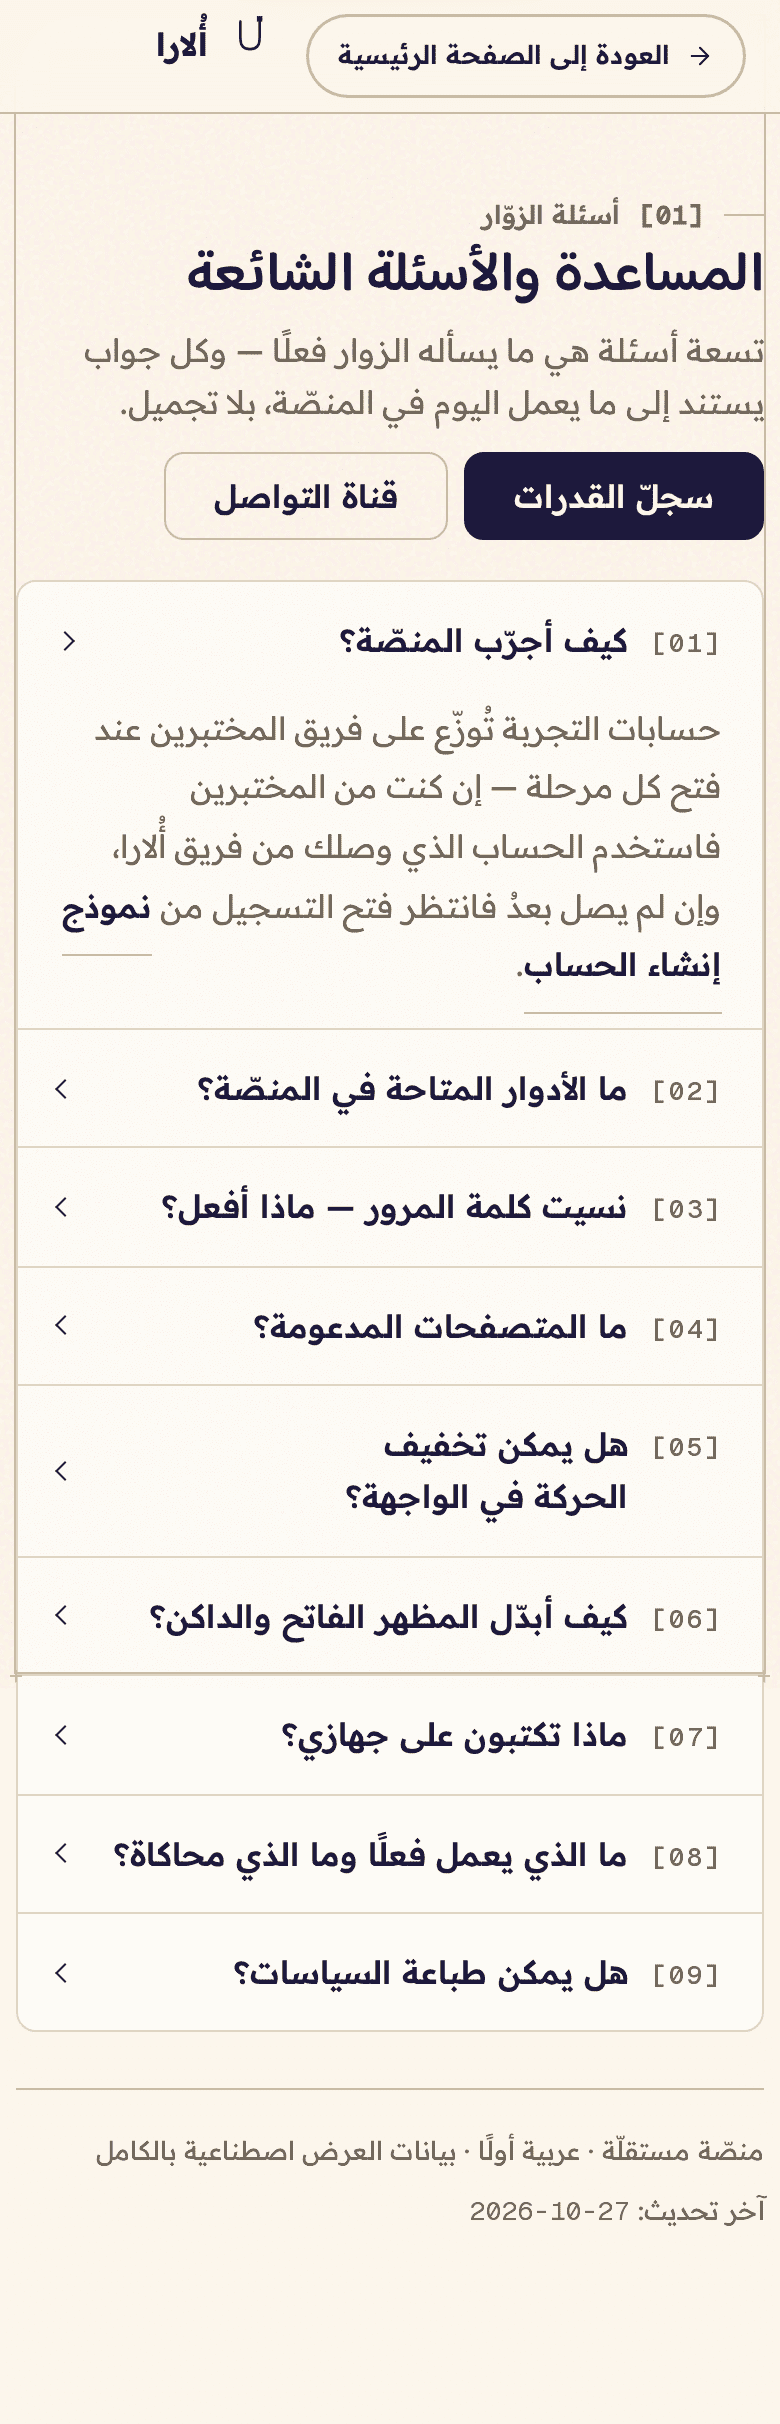 العودة إلى الصفحة الرئيسية
ألارا
[01] أسئلة الزوّار
المساعدة والأسئلة الشائعة
تسعة أسئلة هي ما يسأله الزوار فعلًا — وكل جواب
يستند إلى ما يعمل اليوم في المنصّة، بلا تجميل.
سجلّ القدرات
قناة التواصل
[01] كيف أجرّب المنصّة؟
حسابات التجربة تُوزّع على فريق المختبرين عند
فتح كل مرحلة — إن كنت من المختبرين
فاستخدم الحساب الذي وصلك من فريق ألارا،
وإن لم يصل بعدُ فانتظر فتح التسجيل من نموذج
إنشاء الحساب.
[02] ما الأدوار المتاحة في المنصّة؟
[03] نسيت كلمة المرور — ماذا أفعل؟
[04] ما المتصفحات المدعومة؟
[05] هل يمكن تخفيف
الحركة في الواجهة؟
[06] كيف أبدّل المظهر الفاتح والداكن؟
[07] ماذا تكتبون على جهازي؟
[08] ما الذي يعمل فعلًا وما الذي محاكاة؟
[09] هل يمكن طباعة السياسات؟
منصّة مستقلّة · عربية أولًا · بيانات العرض اصطناعية بالكامل
آخر تحديث: 27-10-2026